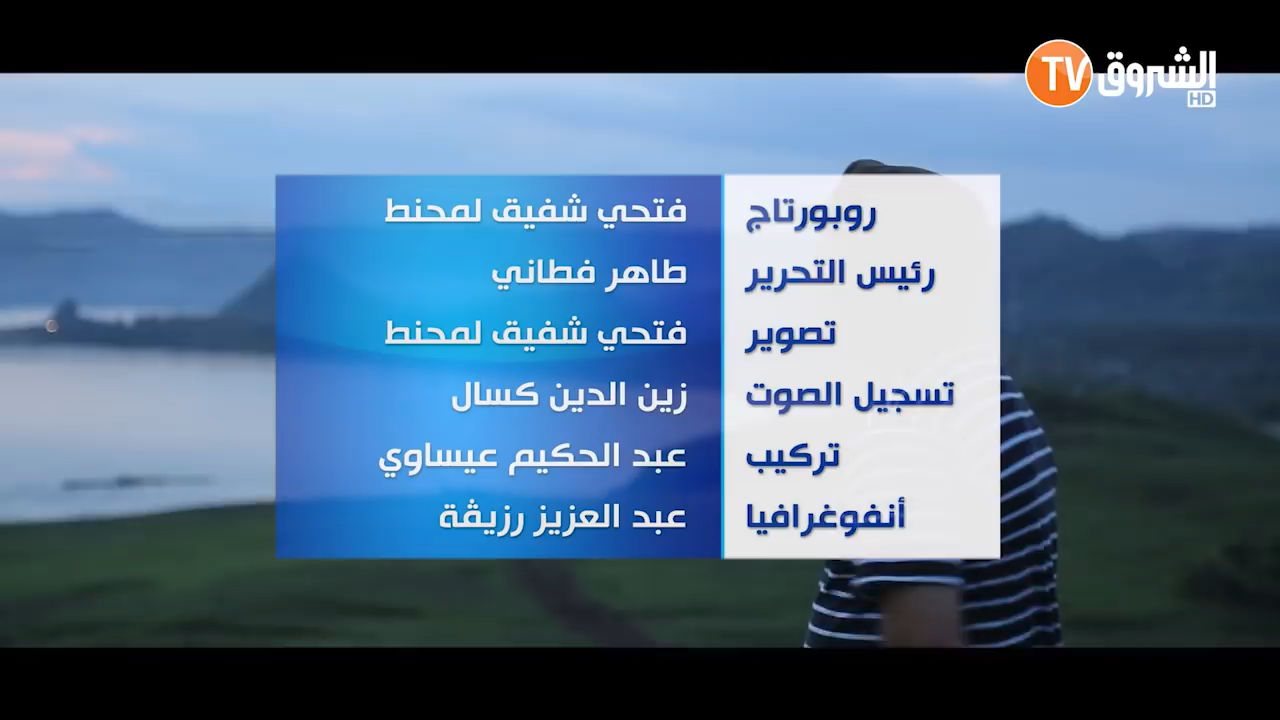 الشروق TV
HD
روبورتاج فتحي شفيق لمحنط
رئيس التحرير طاهر فطاني
تصوير فتحي شفيق لمحنط
تسجيل الصوت زين الدين كسال
تركيب عبد الحكيم عيساوي
أنفوغرافيا عبد العزيز رزيڤة